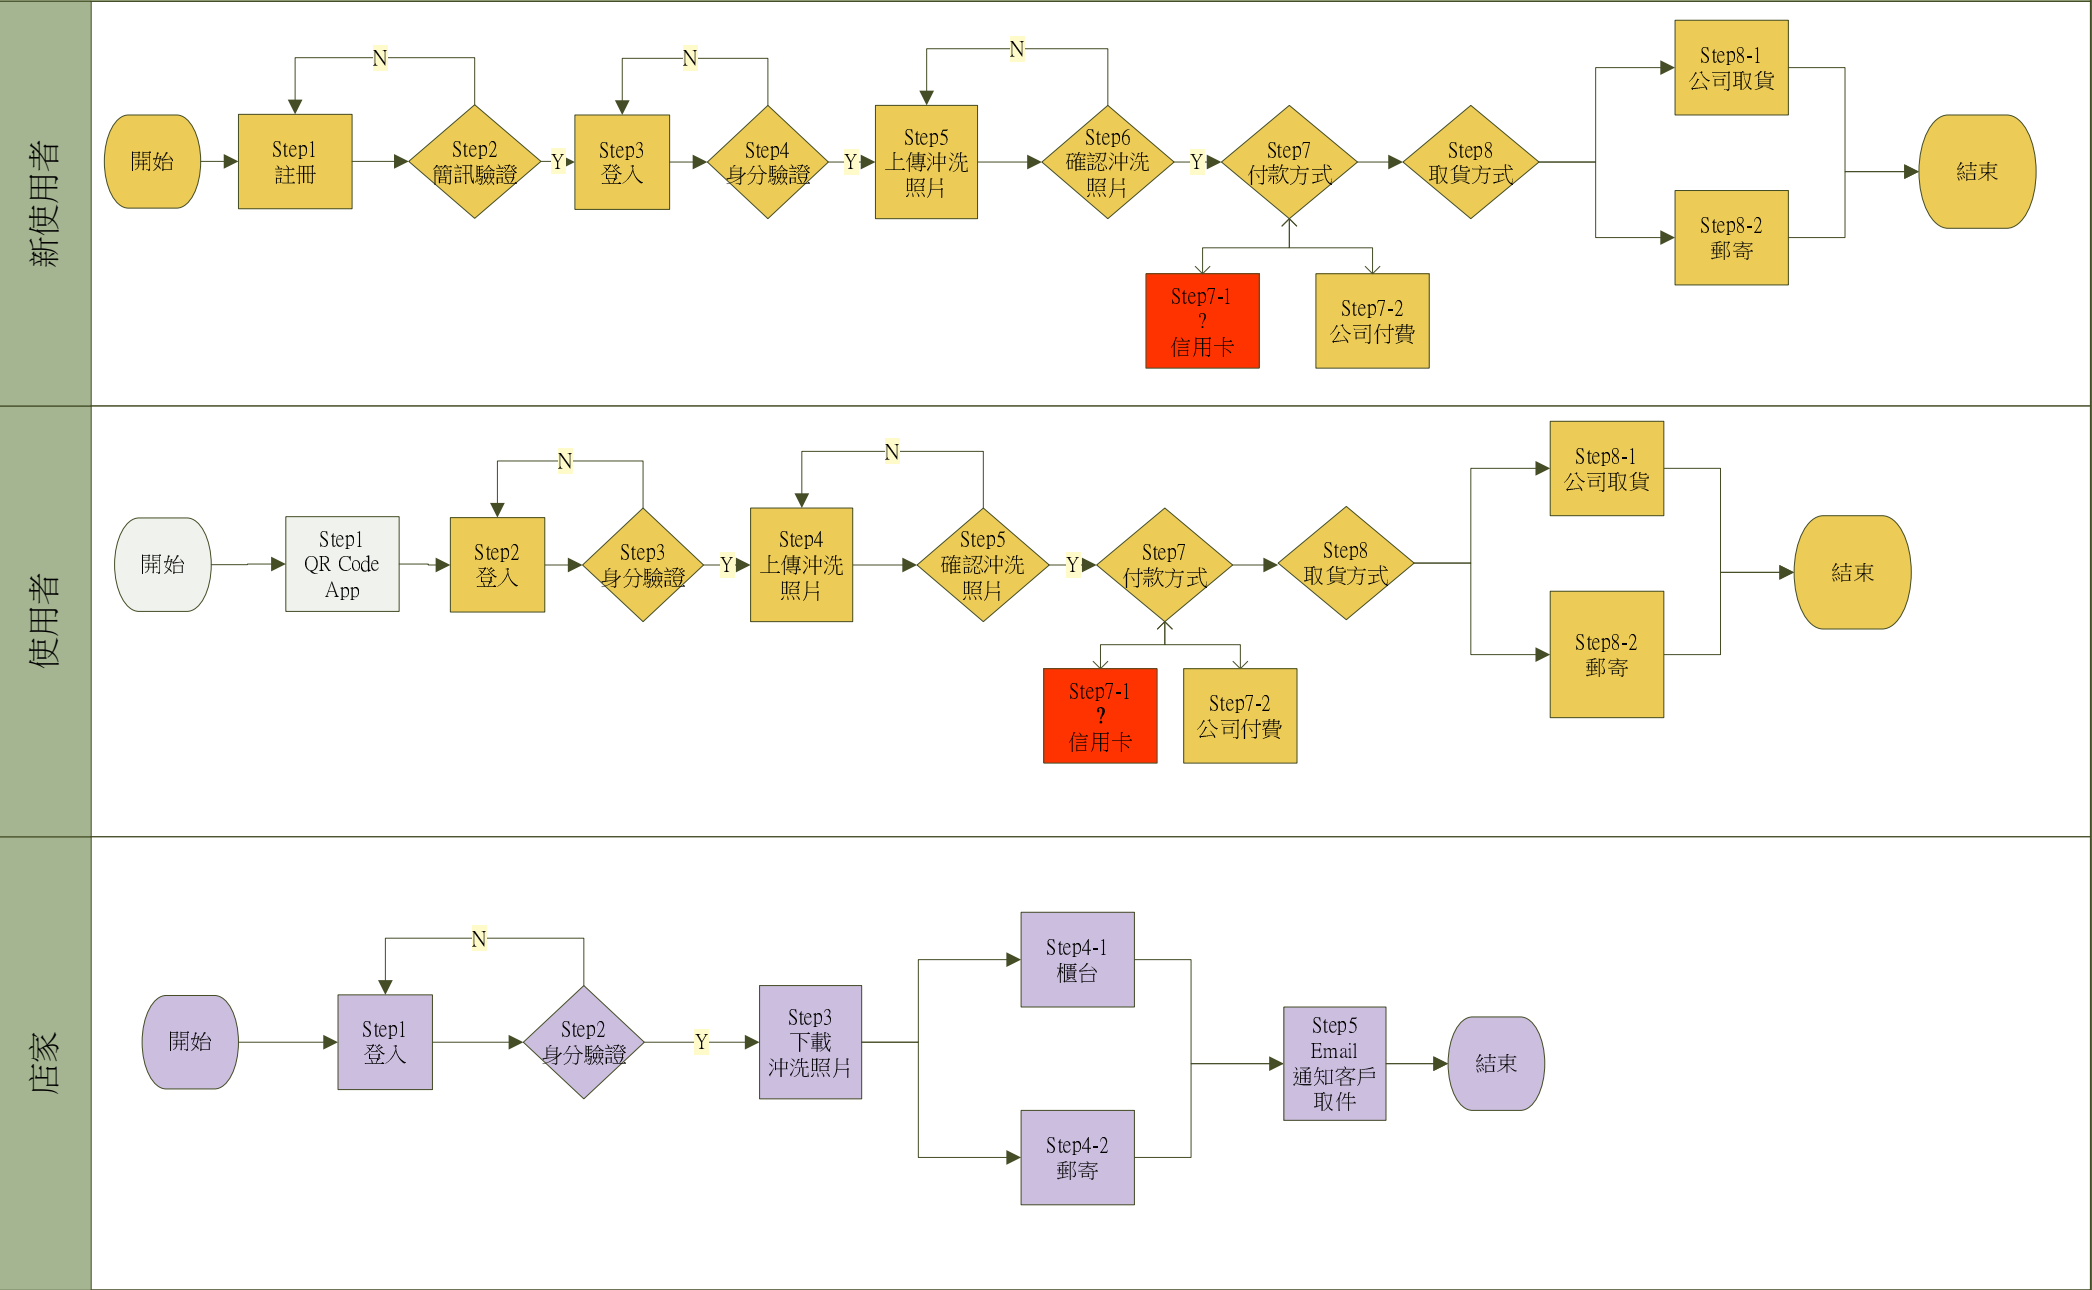 新使用者
N
N
N
開始
Step1
註冊
Step2
簡訊驗證
Y
Step3
登入
Step4
身分驗證
Y
Step5
上傳沖洗
照片
Step6
確認沖洗
照片
Y
Step7
付款方式
Step8
取貨方式
Step8-1
公司取貨
Step8-2
郵寄
結束
Step7-1
?
信用卡
Step7-2
公司付費
使用者
N
N
開始
Step1
QR Code
App
Step2
登入
Step3
身分驗證
Y
Step4
上傳沖洗
照片
Step5
確認沖洗
照片
Y
Step7
付款方式
Step8
取貨方式
Step8-1
公司取貨
Step8-2
郵寄
結束
Step7-1
?
信用卡
Step7-2
公司付費
店家
N
開始
Step1
登入
Step2
身分驗證
Y
Step3
下載
沖洗照片
Step4-1
櫃台
Step4-2
郵寄
Step5
Email
通知客戶
取件
結束